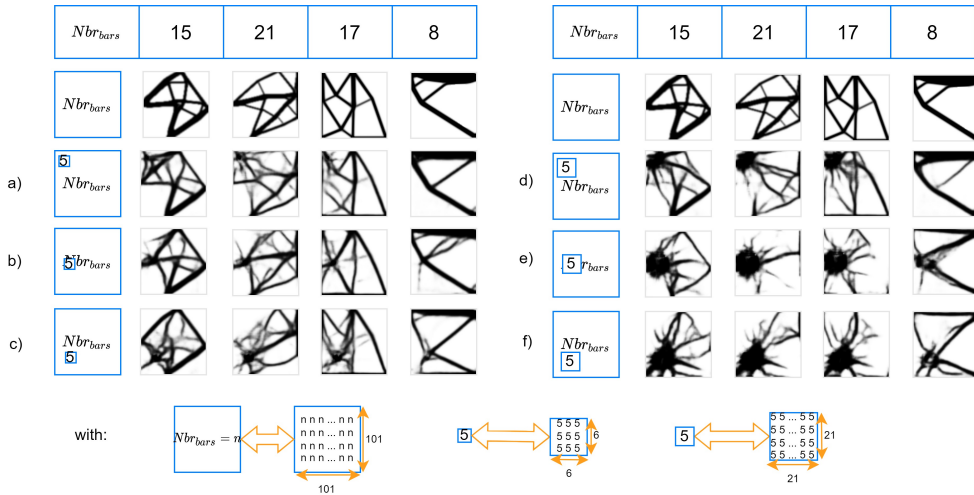 Nbr_bars 15 21 17 8 Nbr_bars 15 21 17 8
Nbr_bars Nbr_bars
a) 5 Nbr_bars d) 5 Nbr_bars
b) 5 Nbr_bars e) 5 r_bars
c) Nbr_bars 5 f) Nbr_bars 5
with: Nbr_bars = n
n n n ... n n
n n n ... n n
n n n ... n n
n n n ... n n
101
101
5
5 5 5
5 5 5
5 5 5
6
6
5
5 5 ... 5 5
5 5 ... 5 5
5 5 ... 5 5
5 5 ... 5 5
21
21